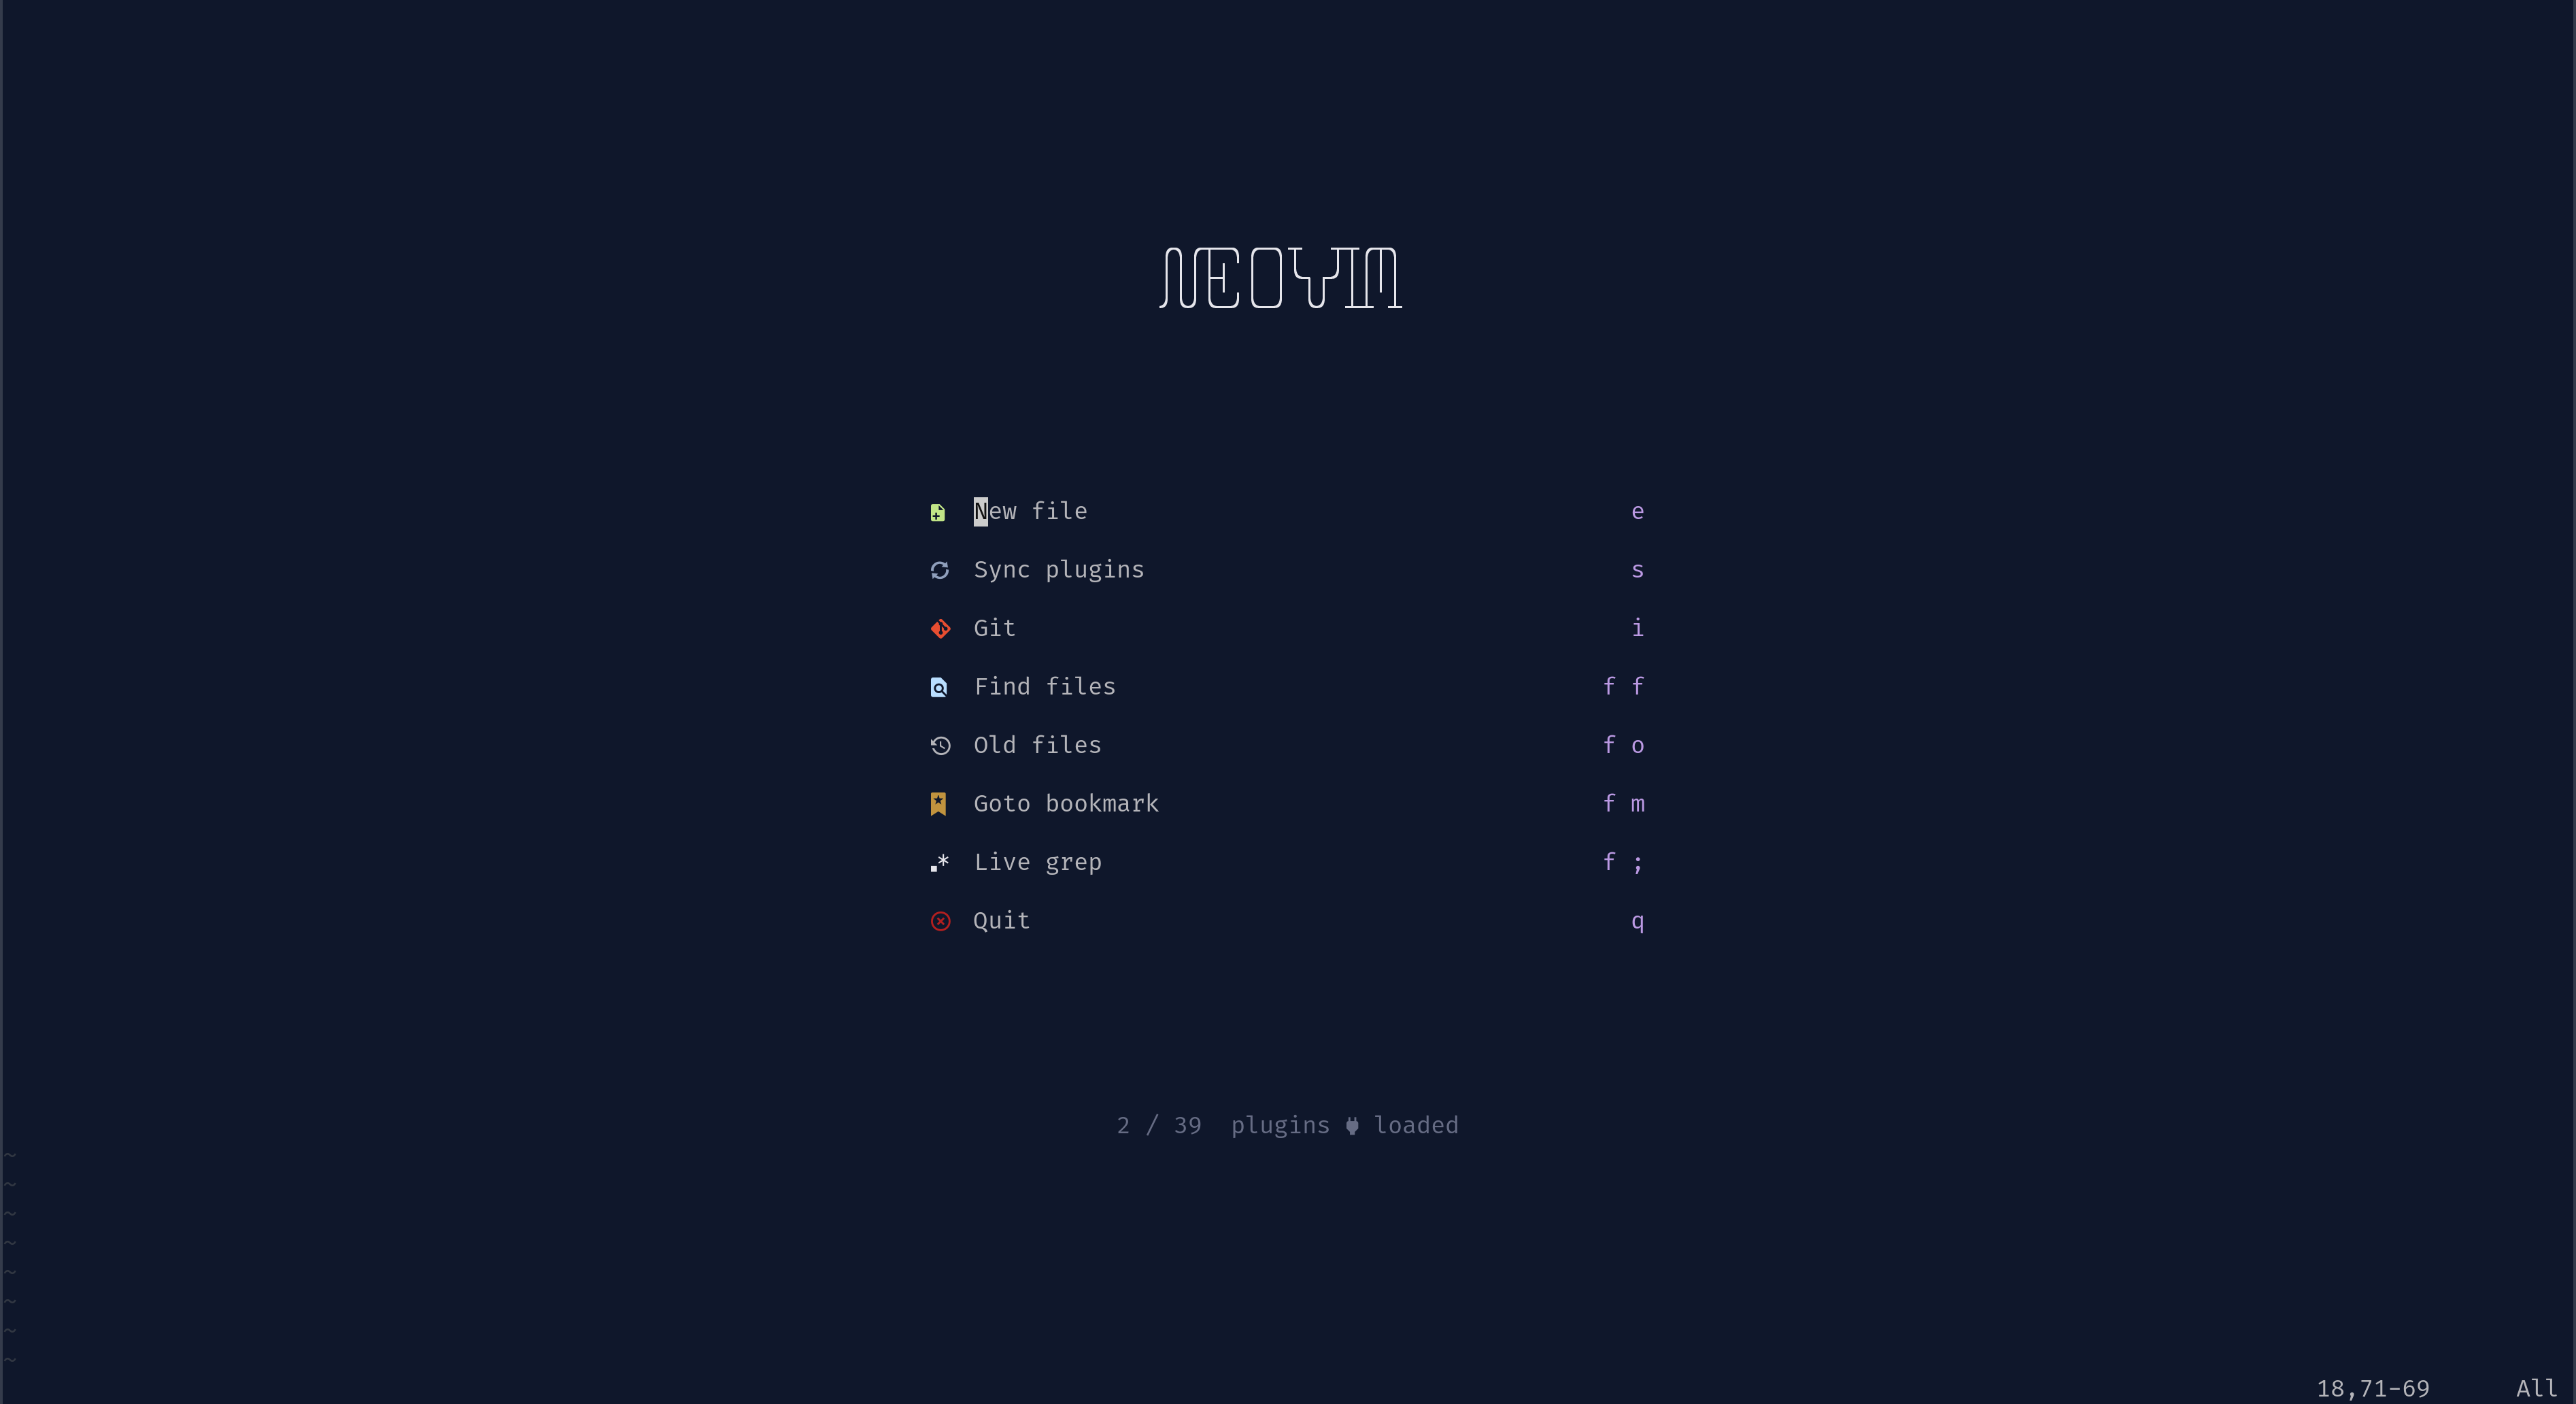 NEOVIM
New file e
Sync plugins s
Git i
Find files f f
Old files f o
Goto bookmark f m
Live grep f ;
Quit q
2 / 39 plugins loaded
~
~
~
~
~
~
~
~
18,71-69 All